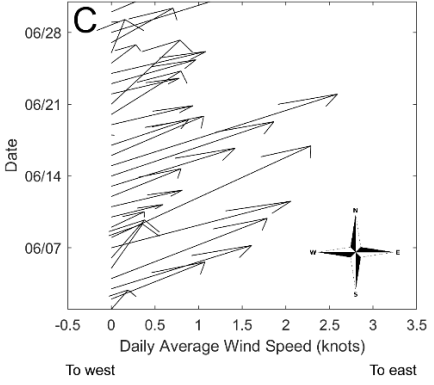 C
06/28
06/21
06/14
06/07
Date
N
W E
S
-0.5 0 0.5 1 1.5 2 2.5 3 3.5
Daily Average Wind Speed (knots)
To west To east